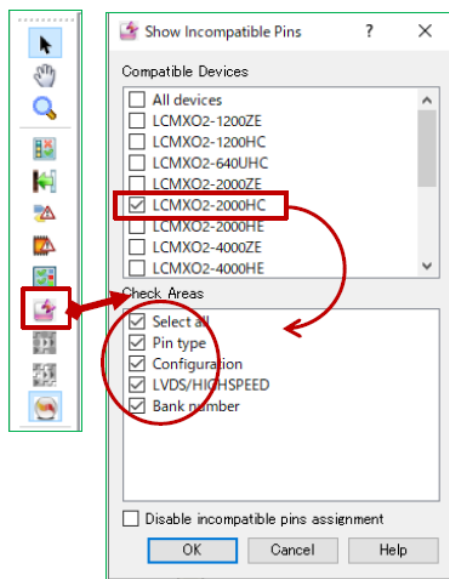 Show Incompatible Pins ? ×
Compatible Devices
All devices
LCMXO2-1200ZE
LCMXO2-1200HC
LCMXO2-640UHC
LCMXO2-2000ZE
LCMXO2-2000HC
LCMXO2-2000HE
LCMXO2-4000ZE
LCMXO2-4000HE
Check Areas
Select all
Pin type
Configuration
LVDS/HIGHSPEED
Bank number
Disable incompatible pins assignment
OK Cancel Help